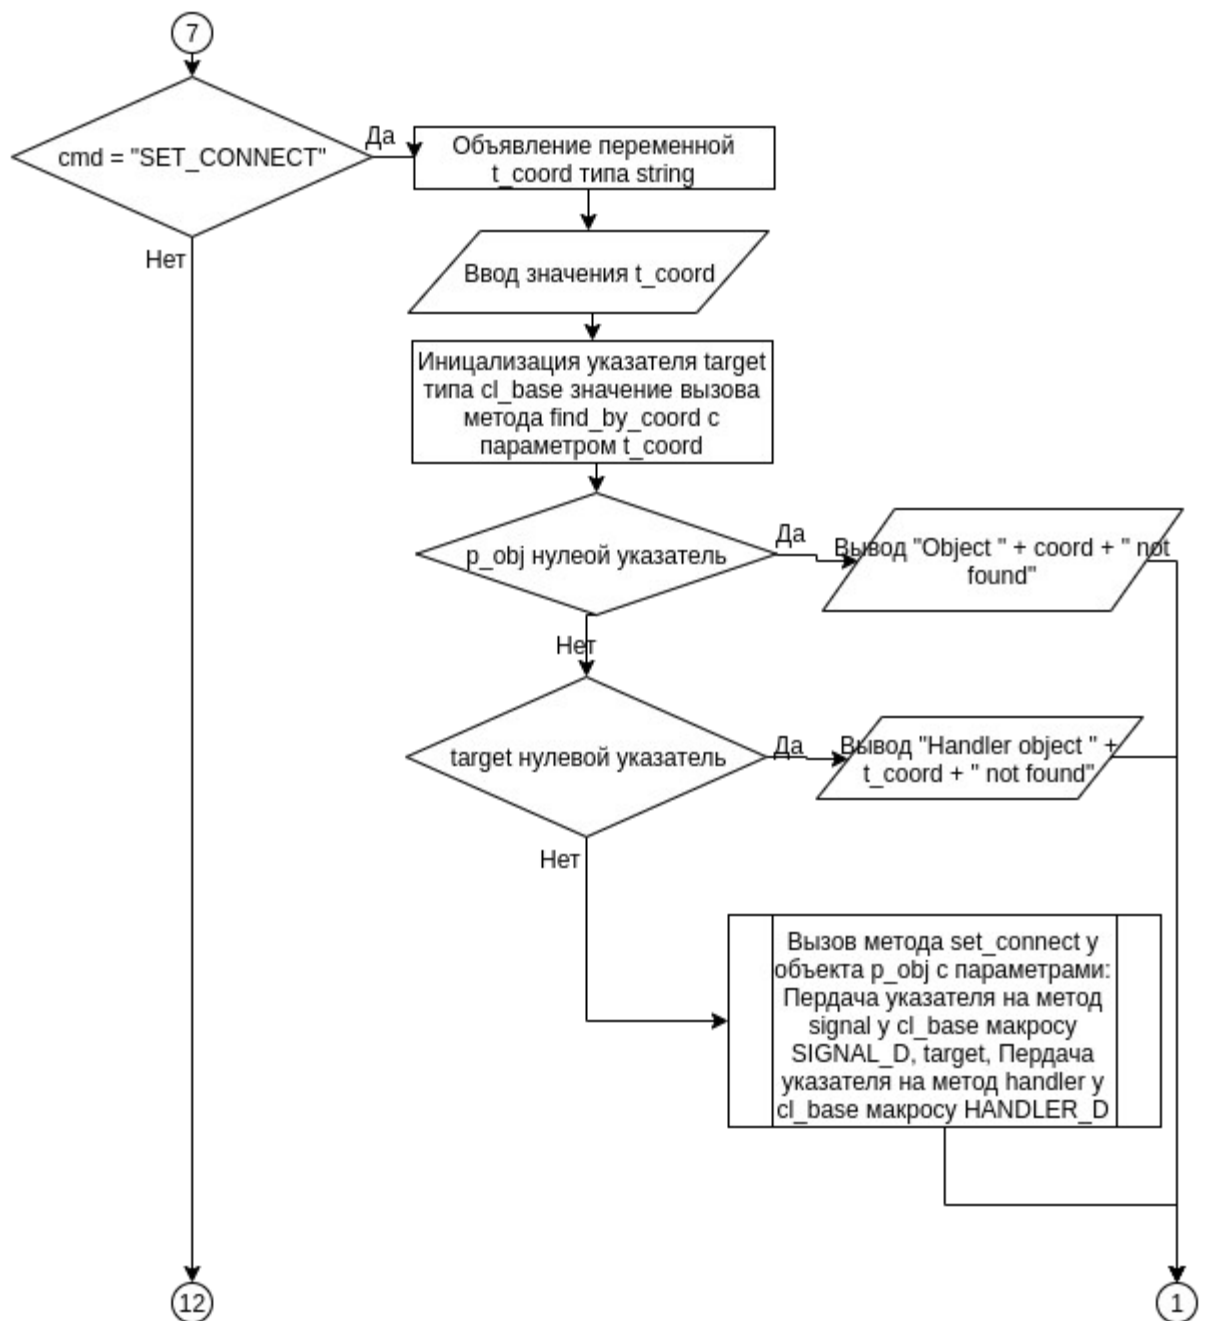 7
cmd = "SET_CONNECT"
Да
Объявление переменной
t_coord типа string
Нет
Ввод значения t_coord
Иницализация указателя target
типа cl_base значение вызова
метода find_by_coord с
параметром t_coord
p_obj нулеой указатель
Да
Вывод "Object " + coord + " not
found"
Нет
target нулевой указатель
Да
Вывод "Handler object " +
t_coord + " not found"
Нет
Вызов метода set_connect у
объекта p_obj с параметрами:
Пердача указателя на метод
signal у cl_base макросу
SIGNAL_D, target, Пердача
указателя на метод handler у
cl_base макросу HANDLER_D
12
1